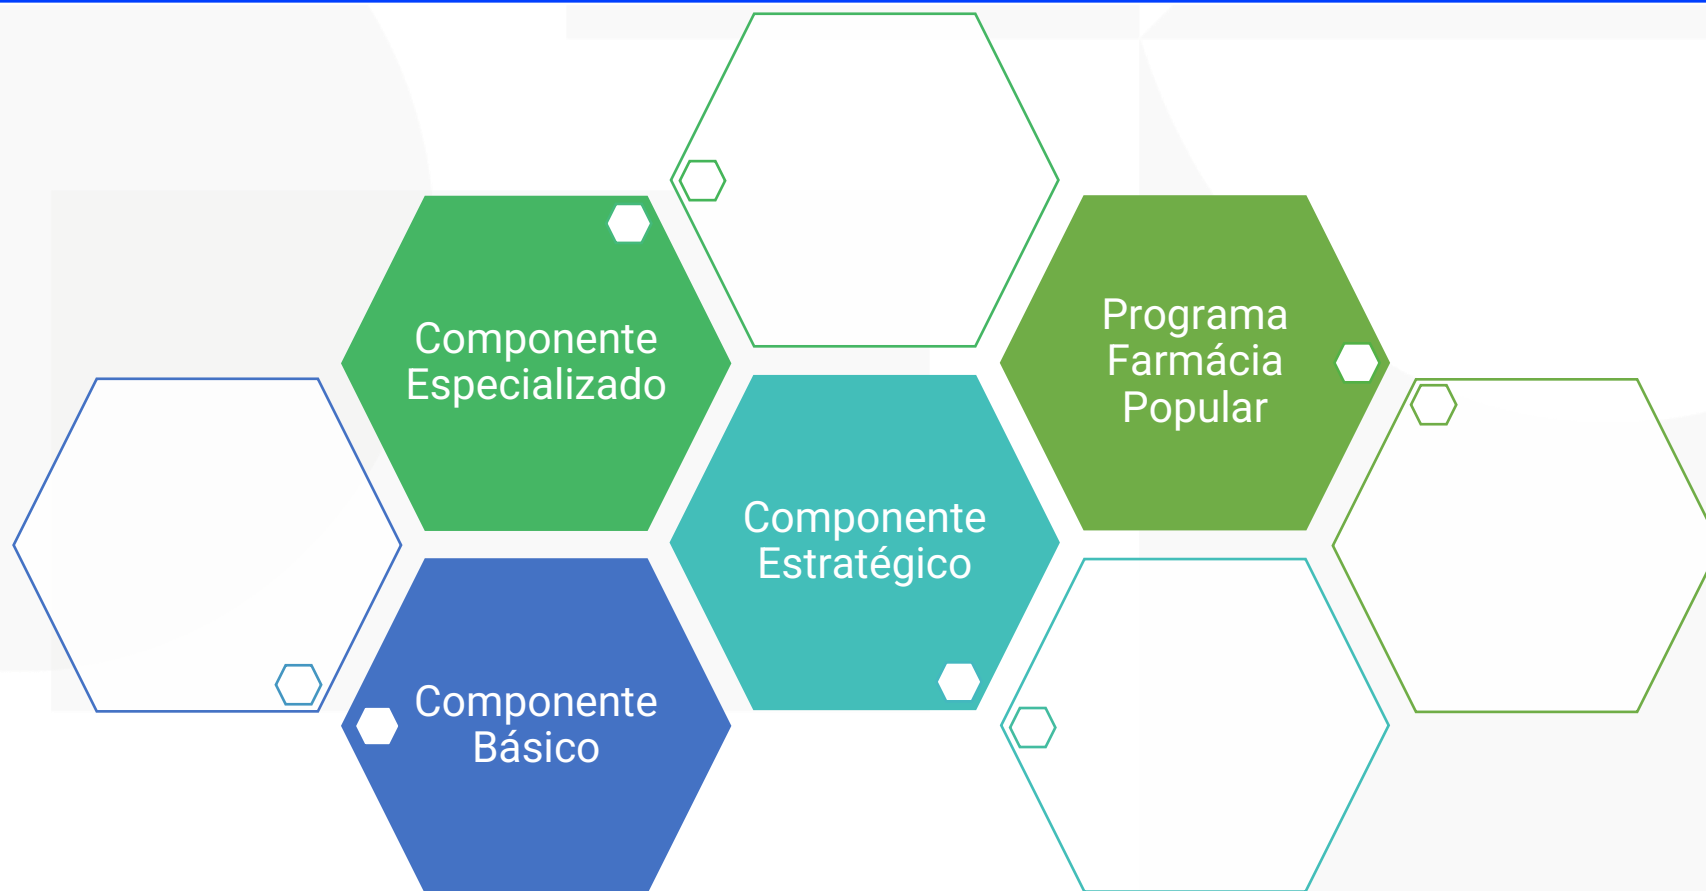 Componente
Especializado
Programa
Farmácia
Popular
Componente
Estratégico
Componente
Básico